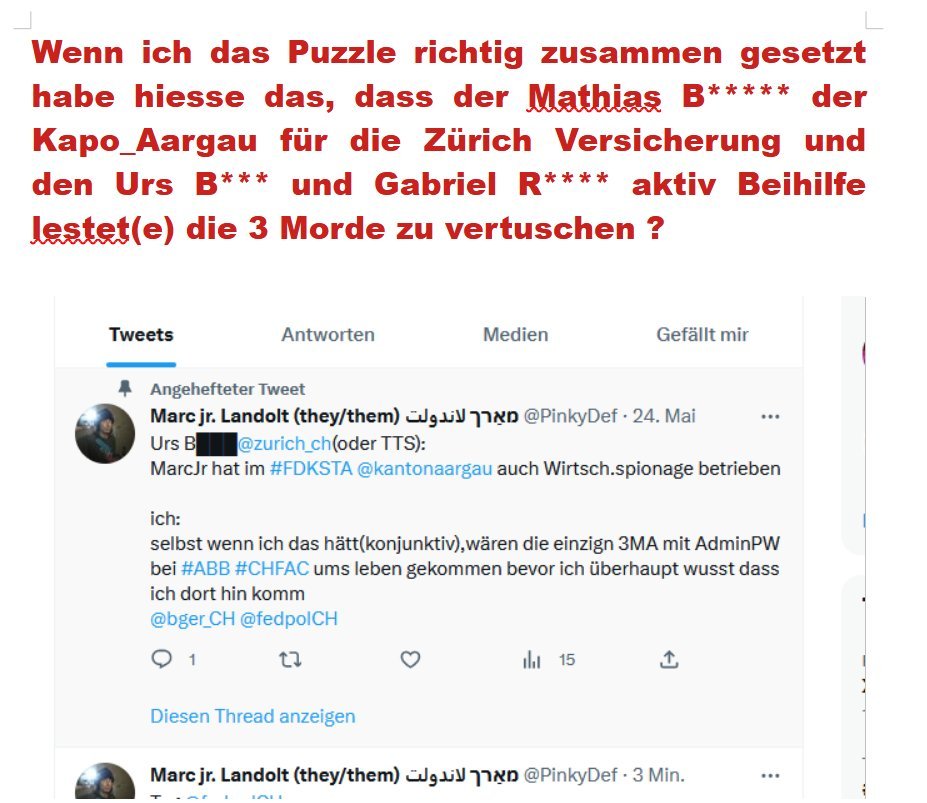 Wenn ich das Puzzle richtig zusammen gesetzt
habe hiesse das, dass der Mathias B***** der
Kapo_Aargau für die Zürich Versicherung und
den Urs B*** und Gabriel R**** aktiv Beihilfe
lestet(e) die 3 Morde zu vertuschen ?
Tweets Antworten Medien Gefällt mir
Angehefteter Tweet
Marc jr. Landolt (they/them) מאַרך لاندولت @PinkyDef · 24. Mai
Urs B @zurich_ch(oder TTS):
MarcJr hat im #FDKSTA @kantonaargau auch Wirtsch.spionage betrieben
ich:
selbst wenn ich das hätt(konjunktiv),wären die einzign 3MA mit AdminPW
bei #ABB #CHFAC ums leben gekommen bevor ich überhaupt wusst dass
ich dort hin komm
@bger_CH @fedpolCH
1 15
Diesen Thread anzeigen
Marc jr. Landolt (they/them) מאַרך لاندولت @PinkyDef · 3 Min.